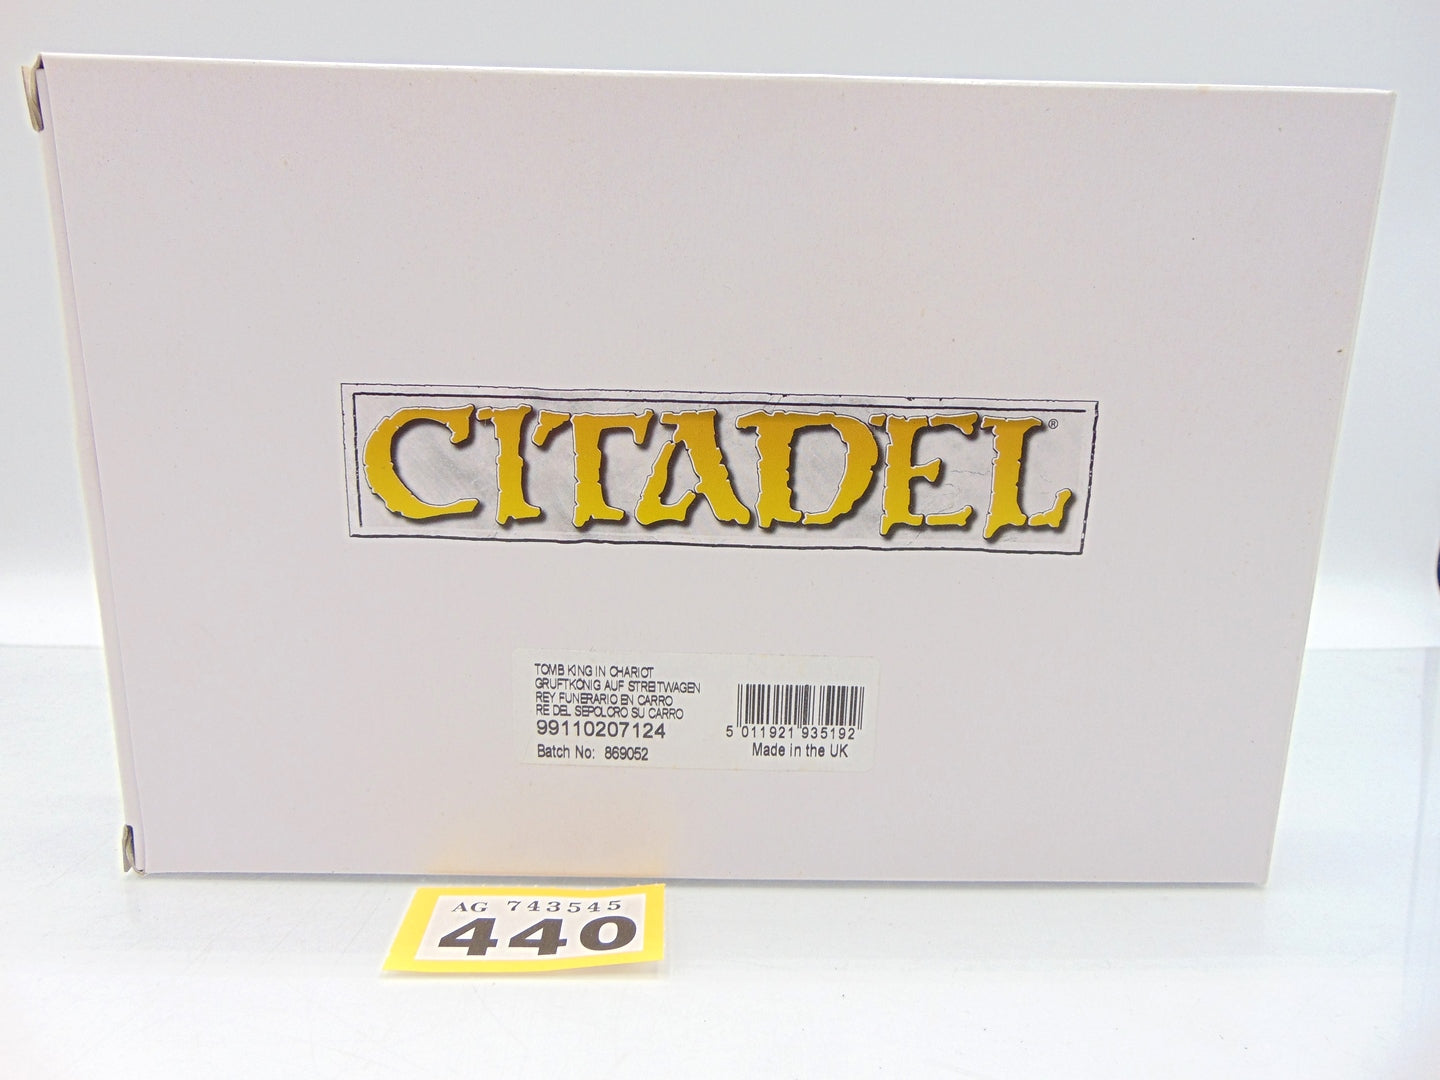 CITADEL®
TOMB KING IN CHARIOT
GRUFTKÖNIG AUF STREITWAGEN
REY FUNERARIO EN CARRO
RE DEL SEPOLCRO SU CARRO
99110207124
Batch No: 869052
5 011921 935192
Made in the UK
AG 743545
440